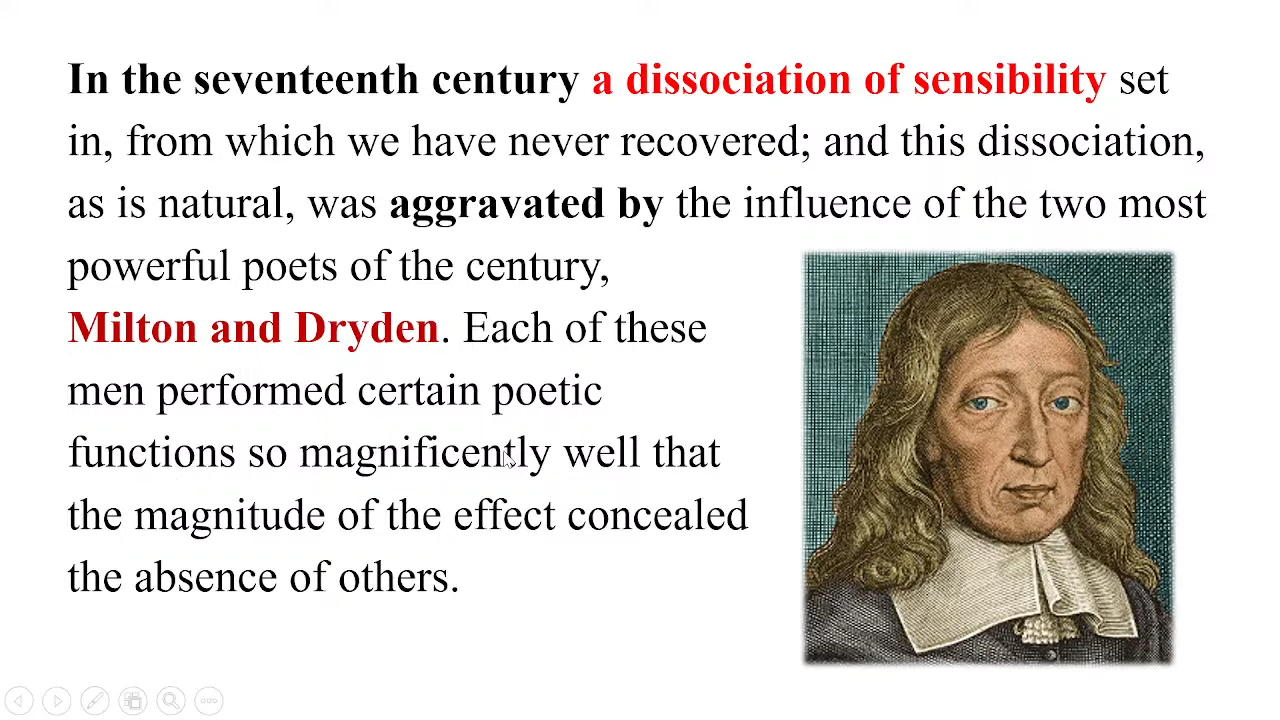 In the seventeenth century a dissociation of sensibility set
in, from which we have never recovered; and this dissociation,
as is natural, was aggravated by the influence of the two most
powerful poets of the century,
Milton and Dryden. Each of these
men performed certain poetic
functions so magnificently well that
the magnitude of the effect concealed
the absence of others.